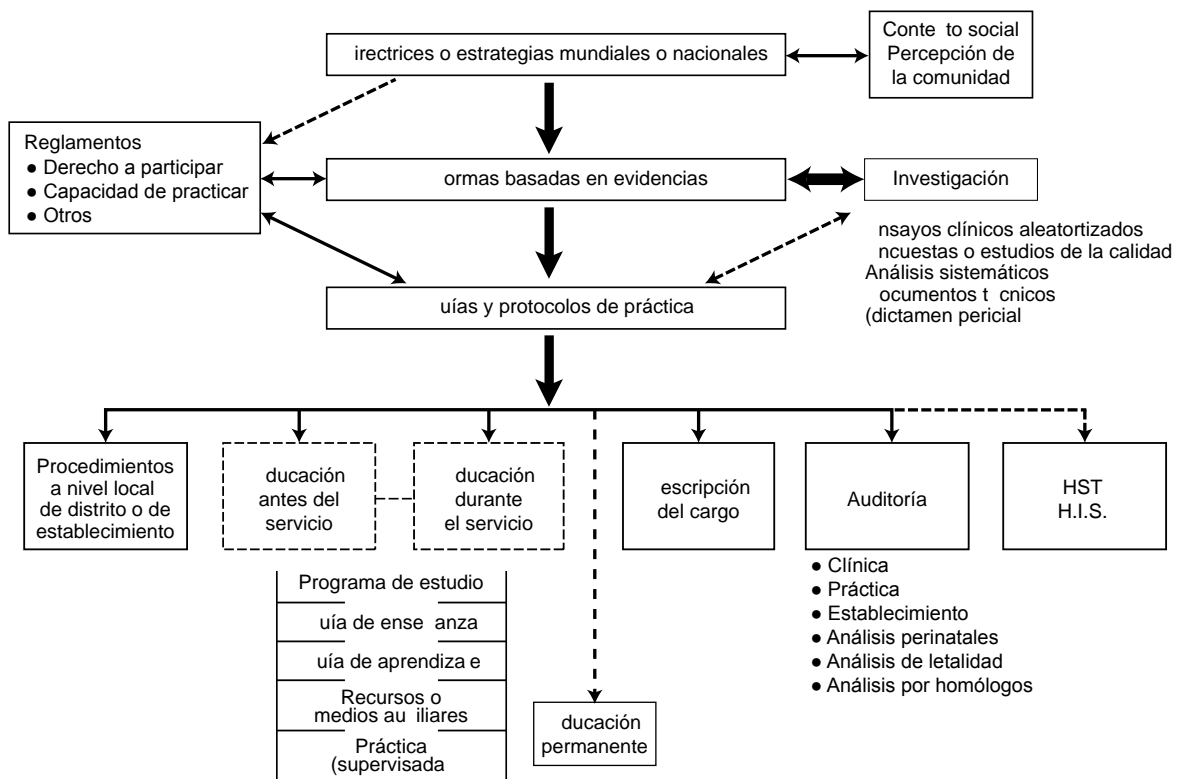 irectrices o estrategias mundiales o nacionales
Conte to social
Percepción de
la comunidad
Reglamentos
● Derecho a participar
● Capacidad de practicar
● Otros
ormas basadas en evidencias
Investigación
nsayos clínicos aleatortizados
ncuestas o estudios de la calidad
Análisis sistemáticos
ocumentos t cnicos
(dictamen pericial
uías y protocolos de práctica
Procedimientos
a nivel local
de distrito o de
establecimiento
ducación
antes del
servicio
ducación
durante
el servicio
escripción
del cargo
Auditoría
HST
H.I.S.
● Clínica
● Práctica
● Establecimiento
● Análisis perinatales
● Análisis de letalidad
● Análisis por homólogos
Programa de estudio
uía de ense anza
uía de aprendiza e
Recursos o
medios au iliares
Práctica
(supervisada
ducación
permanente